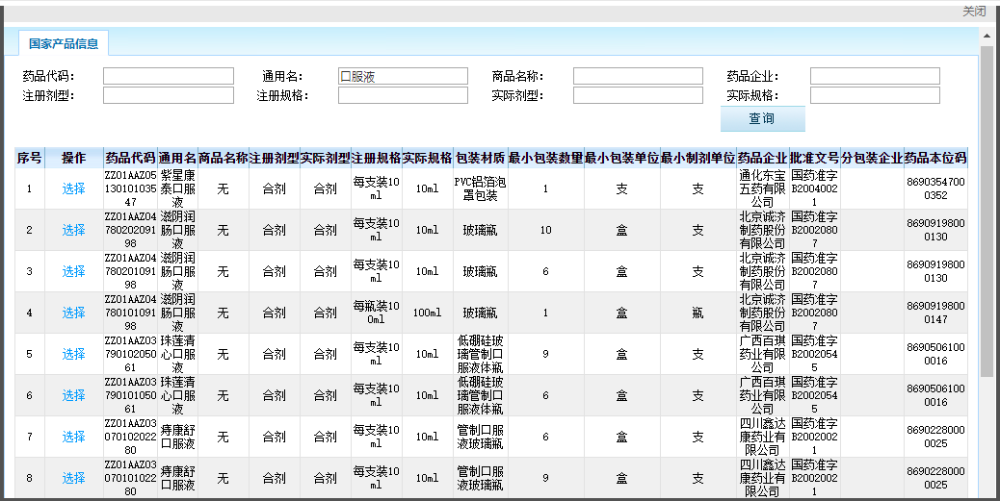 关闭
国家产品信息
药品代码: 通用名: 口服液 商品名称: 药品企业:
注册剂型: 注册规格: 实际剂型: 实际规格:
查询
序号 操作 药品代码 通用名 商品名称 注册剂型 实际剂型 注册规格 实际规格 包装材质 最小包装数量 最小包装单位 最小制剂单位 药品企业 批准文号 分包装企业 药品本位码
1 选择 ZZ01AAZ0513010103547 紫星康泰口服液 无 合剂 合剂 每支装10ml 10ml PVC铝箔泡罩包装 1 支 支 通化东宝五药有限公司 国药准字B20040021 86903547000352
2 选择 ZZ01AAZ0478020209198 滋阴润肠口服液 无 合剂 合剂 每支装10ml 10ml 玻璃瓶 10 盒 支 北京诚济制药股份有限公司 国药准字B20020807 86909198000130
3 选择 ZZ01AAZ0478020109198 滋阴润肠口服液 无 合剂 合剂 每支装10ml 10ml 玻璃瓶 6 盒 支 北京诚济制药股份有限公司 国药准字B20020807 86909198000130
4 选择 ZZ01AAZ0478010109198 滋阴润肠口服液 无 合剂 合剂 每瓶装100ml 100ml 玻璃瓶 1 盒 瓶 北京诚济制药股份有限公司 国药准字B20020807 86909198000147
5 选择 ZZ01AAZ0379010205061 珠莲清心口服液 无 合剂 合剂 每支装10ml 10ml 低硼硅玻璃管制口服液体瓶 9 盒 支 广西百琪药业有限公司 国药准字B20020545 86905061000016
6 选择 ZZ01AAZ0379010105061 珠莲清心口服液 无 合剂 合剂 每支装10ml 10ml 低硼硅玻璃管制口服液体瓶 6 盒 支 广西百琪药业有限公司 国药准字B20020545 86905061000016
7 选择 ZZ01AAZ0307010202280 痔康舒口服液 无 合剂 合剂 每支装10ml 10ml 管制口服液玻璃瓶 6 盒 支 四川鑫达康药业有限公司 国药准字B20020021 86902280000025
8 选择 ZZ01AAZ0307010102280 痔康舒口服液 无 合剂 合剂 每支装10ml 10ml 管制口服液玻璃瓶 9 盒 支 四川鑫达康药业有限公司 国药准字B20020021 86902280000025